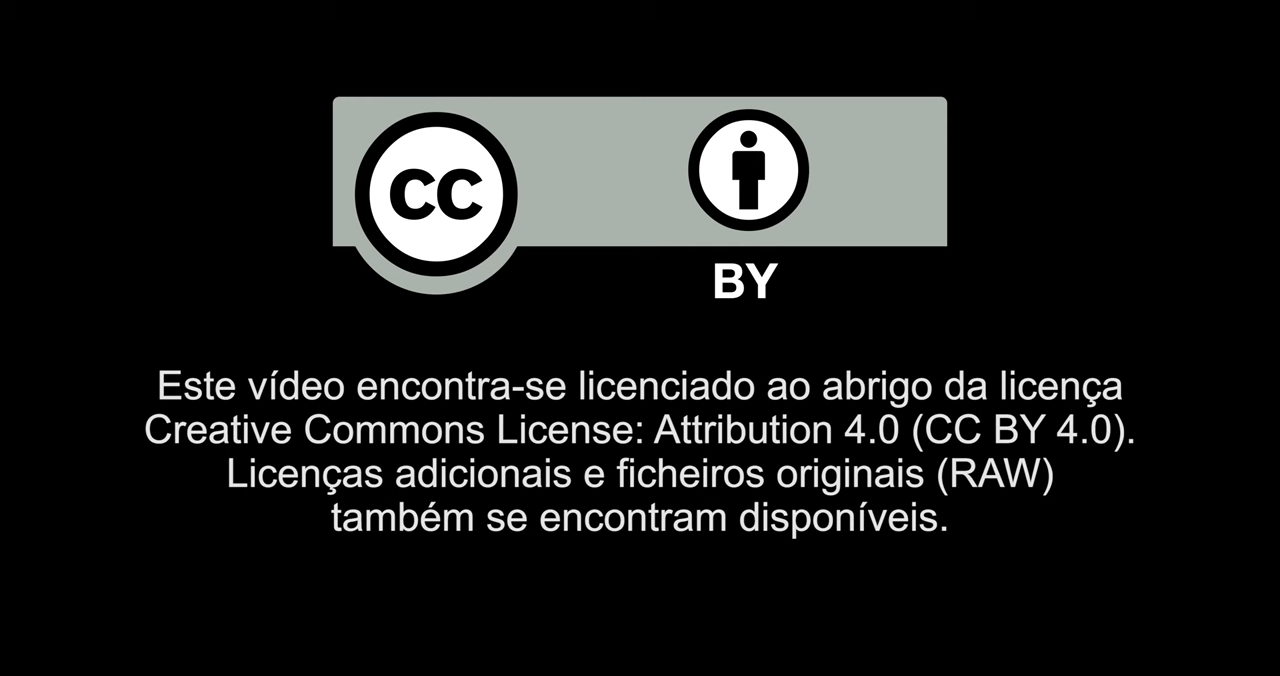 CC
BY
Este vídeo encontra-se licenciado ao abrigo da licença
Creative Commons License: Attribution 4.0 (CC BY 4.0).
Licenças adicionais e ficheiros originais (RAW)
também se encontram disponíveis.